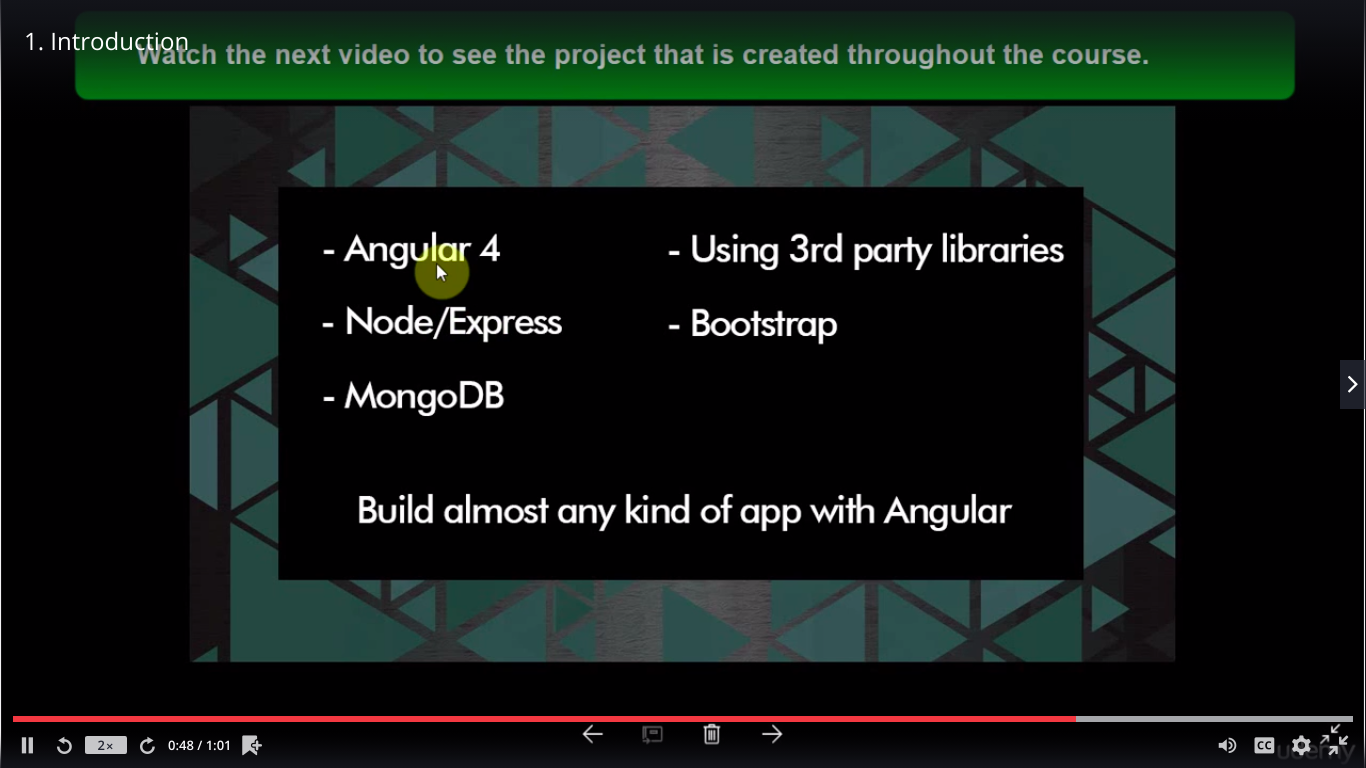 1. Introduction
Watch the next video to see the project that is created throughout the course.
- Angular 4
- Node/Express
- MongoDB
- Using 3rd party libraries
- Bootstrap
Build almost any kind of app with Angular
2×
0:48 / 1:01
CC
udemy